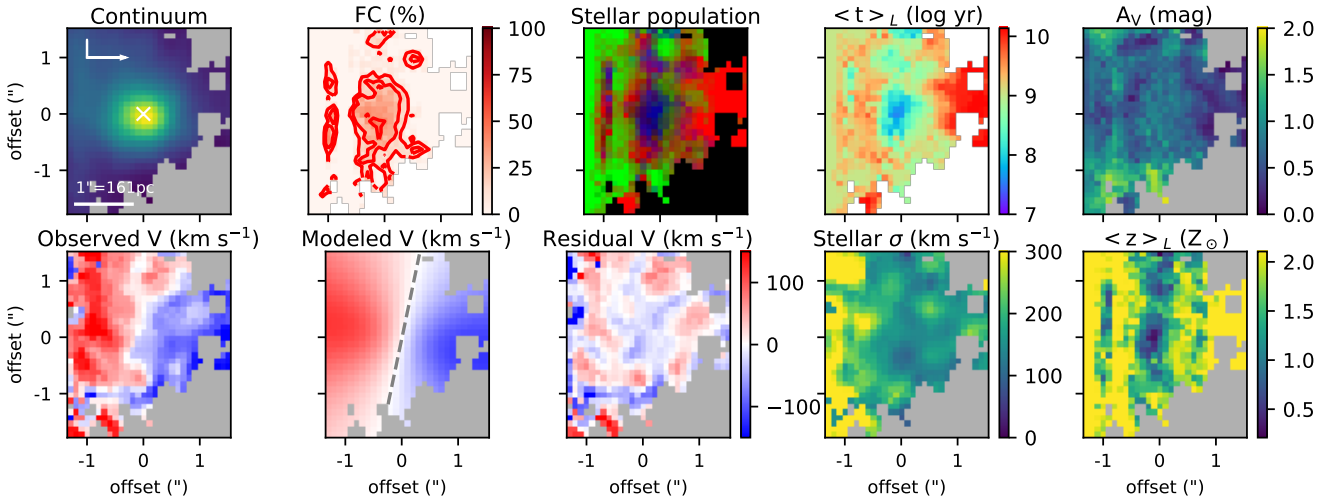 Continuum
FC (%)
Stellar population
< t >_L (log yr)
A_V (mag)
offset (")
1
0
-1
1"=161pc
100
75
50
25
0
10
9
8
7
2.0
1.5
1.0
0.5
0.0
Observed V (km s⁻¹)
Modeled V (km s⁻¹)
Residual V (km s⁻¹)
Stellar σ (km s⁻¹)
< z >_L (Z_⊙)
offset (")
1
0
-1
100
0
−100
300
200
100
0
2.0
1.5
1.0
0.5
-1 0 1
-1 0 1
-1 0 1
-1 0 1
-1 0 1
offset (")
offset (")
offset (")
offset (")
offset (")